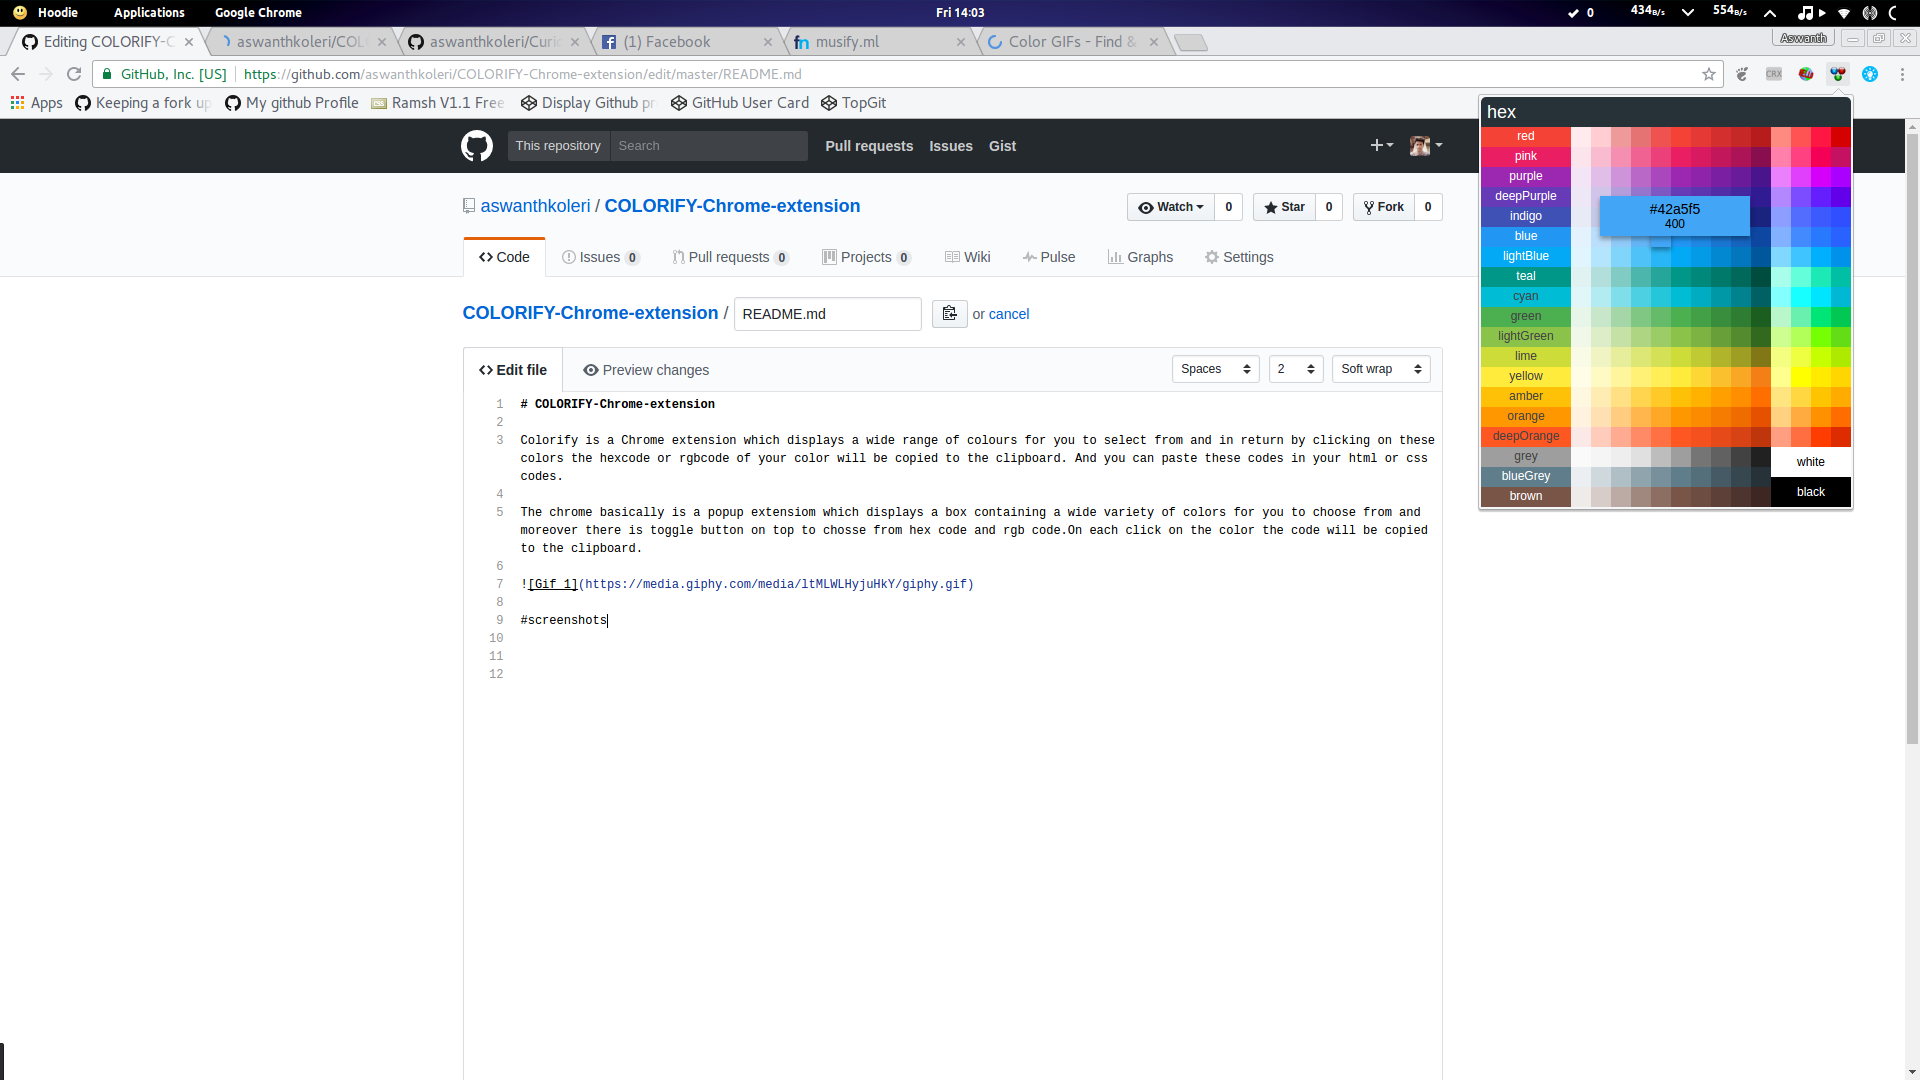 Hoodie Applications Google Chrome Fri 14:03 0 434B/s 554B/s
Editing COLORIFY-C aswanthkoleri/COL aswanthkoleri/Curi (1) Facebook musify.ml Color GIFs - Find & Aswanth
GitHub, Inc. [US] https://github.com/aswanthkoleri/COLORIFY-Chrome-extension/edit/master/README.md CRX
Apps Keeping a fork up My github Profile Ramsh V1.1 Free Display Github pr GitHub User Card TopGit
This repository Search Pull requests Issues Gist
aswanthkoleri / COLORIFY-Chrome-extension Watch 0 Star 0 Fork 0
Code Issues 0 Pull requests 0 Projects 0 Wiki Pulse Graphs Settings
COLORIFY-Chrome-extension / README.md or cancel
Edit file Preview changes Spaces 2 Soft wrap
1 # COLORIFY-Chrome-extension
2
3 Colorify is a Chrome extension which displays a wide range of colours for you to select from and in return by clicking on these
colors the hexcode or rgbcode of your color will be copied to the clipboard. And you can paste these codes in your html or css
codes.
4
5 The chrome basically is a popup extensiom which displays a box containing a wide variety of colors for you to choose from and
moreover there is toggle button on top to chosse from hex code and rgb code.On each click on the color the code will be copied
to the clipboard.
6
7 ![Gif 1](https://media.giphy.com/media/ltMLWLHyjuHkY/giphy.gif)
8
9 #screenshots
10
11
12
hex
red
pink
purple
deepPurple
indigo
blue
lightBlue
teal
cyan
green
lightGreen
lime
yellow
amber
orange
deepOrange
grey
blueGrey
brown
#42a5f5
400
white
black